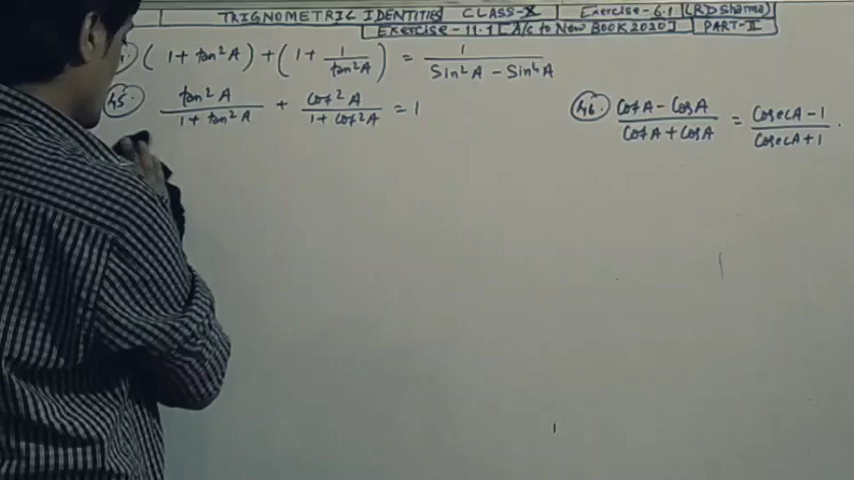 TRIGNOMETRIC IDENTITIES CLASS-X Exercise-6.1 (RD Sharma)
EXERCISE-11.1 [A/c to New BOOK 2020] PART-II
(1 + tan²A) + (1 + 1/tan²A) = 1/(Sin²A - Sin⁴A)
45. tan²A/(1 + tan²A) + Cot²A/(1 + Cot²A) = 1
46. (CotA - CosA)/(CotA + CosA) = (CosecA - 1)/(CosecA + 1).